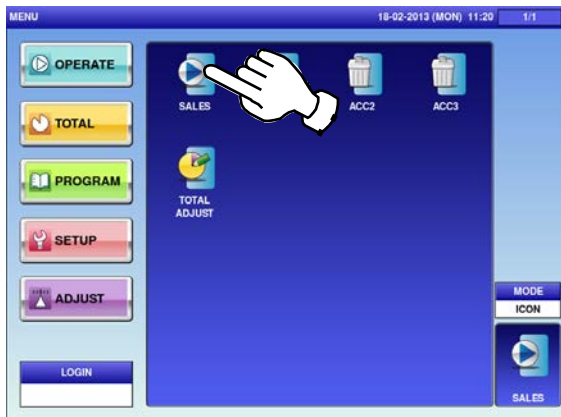 MENU
18-02-2013 (MON) 11:20
1/1
OPERATE
SALES
ACC2
ACC3
TOTAL
PROGRAM
TOTAL
ADJUST
SETUP
ADJUST
MODE
ICON
LOGIN
SALES